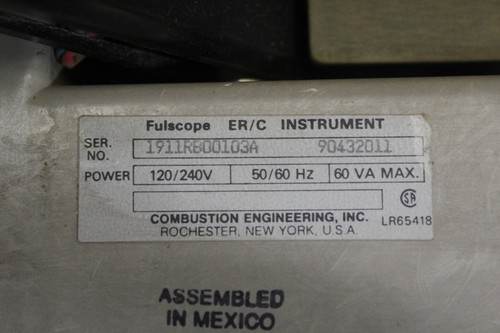 Fulscope ER/C INSTRUMENT
SER. NO. 1911RB00103A 90432011
POWER 120/240V 50/60 Hz 60 VA MAX.
SA
COMBUSTION ENGINEERING, INC. LR65418
ROCHESTER, NEW YORK, U.S.A.
ASSEMBLED
IN MEXICO